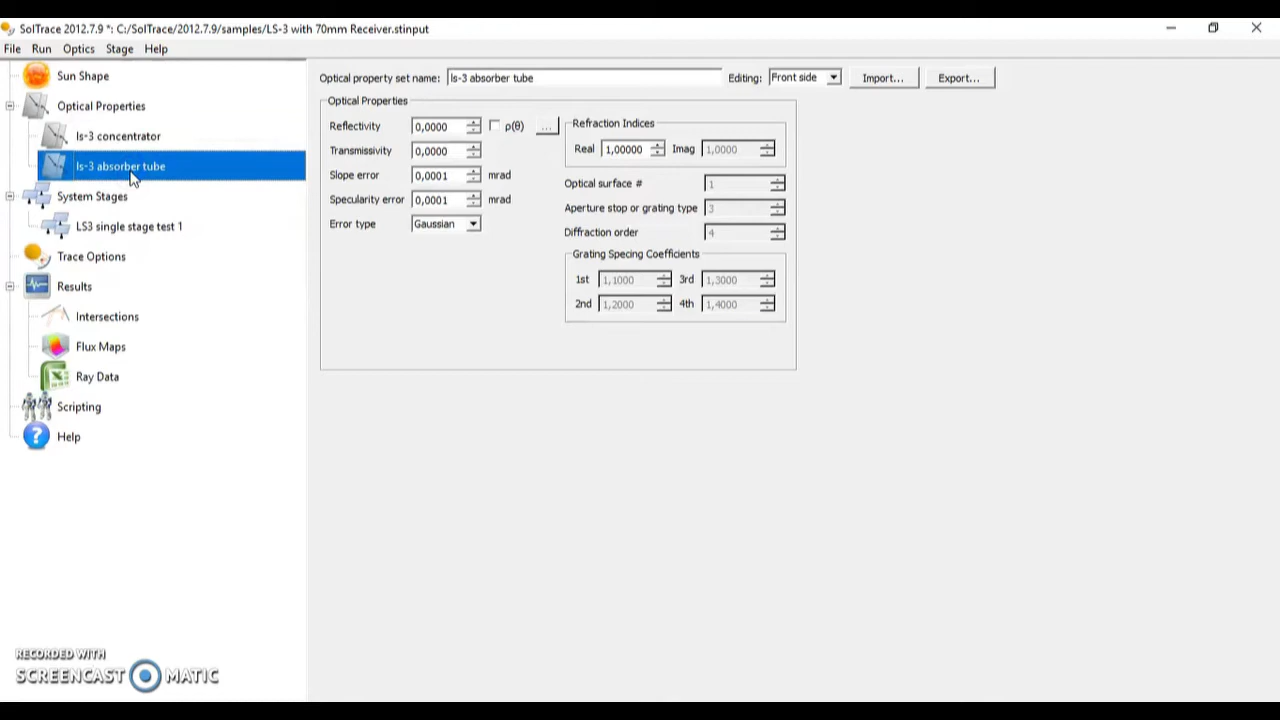 SolTrace 2012.7.9 *: C:/SolTrace/2012.7.9/samples/LS-3 with 70mm Receiver.stinput
File Run Optics Stage Help
Sun Shape
Optical Properties
ls-3 concentrator
ls-3 absorber tube
System Stages
LS3 single stage test 1
Trace Options
Results
Intersections
Flux Maps
Ray Data
Scripting
Help
Optical property set name: ls-3 absorber tube Editing: Front side Import... Export...
Optical Properties
Reflectivity 0,0000 ρ(θ) ...
Transmissivity 0,0000
Slope error 0,0001 mrad
Specularity error 0,0001 mrad
Error type Gaussian
Refraction Indices
Real 1,00000 Imag 1,0000
Optical surface # 1
Aperture stop or grating type 3
Diffraction order 4
Grating Specing Coefficients
1st 1,1000 3rd 1,3000
2nd 1,2000 4th 1,4000
RECORDED WITH
SCREENCAST MATIC